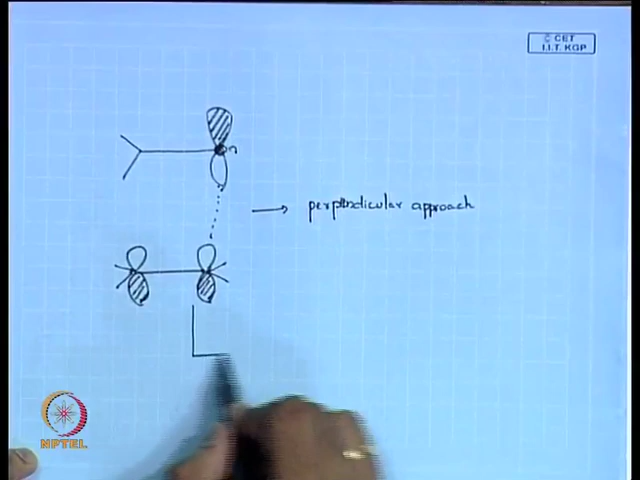 © CET
I.I.T. KGP
n
perpendicular approach
NPTEL